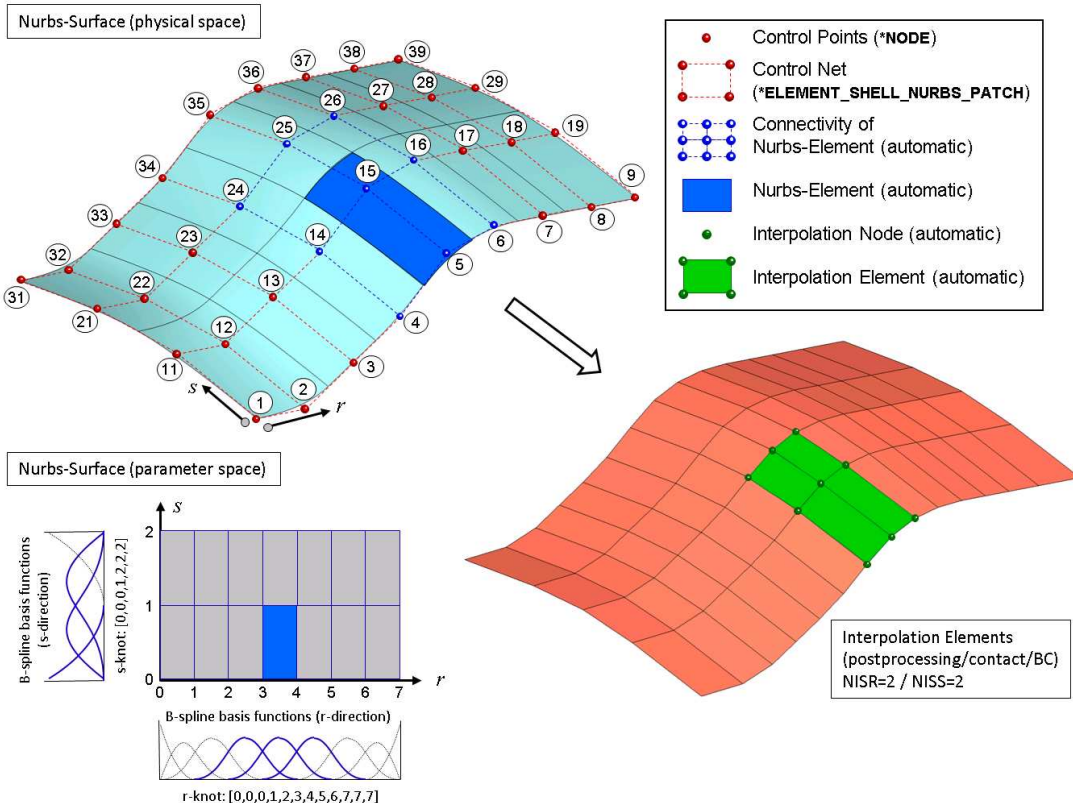 Nurbs-Surface (physical space)
39
38
37
36
29
28
27
26
35
25
19
18
17
16
15
34
24
9
8
7
6
33
23
14
5
32
22
13
31
21
12
4
11
3
s
1
2
r
Control Points (*NODE)
Control Net
(*ELEMENT_SHELL_NURBS_PATCH)
Connectivity of
Nurbs-Element (automatic)
Nurbs-Element (automatic)
Interpolation Node (automatic)
Interpolation Element (automatic)
Nurbs-Surface (parameter space)
B-spline basis functions
(s-direction)
s-knot: [0,0,0,1,2,2,2]
s
2
1
0
0 1 2 3 4 5 6 7
r
B-spline basis functions (r-direction)
r-knot: [0,0,0,1,2,3,4,5,6,7,7,7]
Interpolation Elements
(postprocessing/contact/BC)
NISR=2 / NISS=2